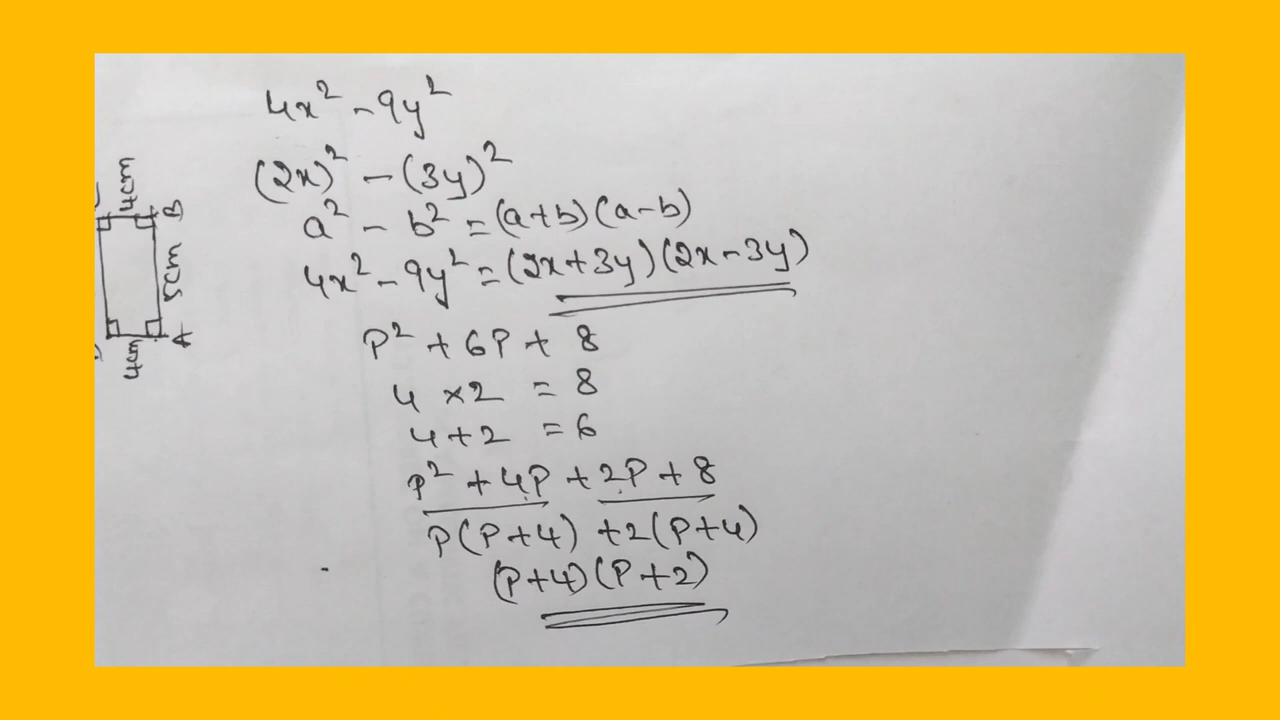 4x² - 9y²
(2x)² - (3y)²
a² - b² = (a+b)(a-b)
4x² - 9y² = (2x+3y)(2x-3y)
P² + 6P + 8
4 × 2 = 8
4 + 2 = 6
P² + 4P + 2P + 8
P(P+4) + 2(P+4)
(P+4)(P+2)
4cm
B
5cm
A
4cm